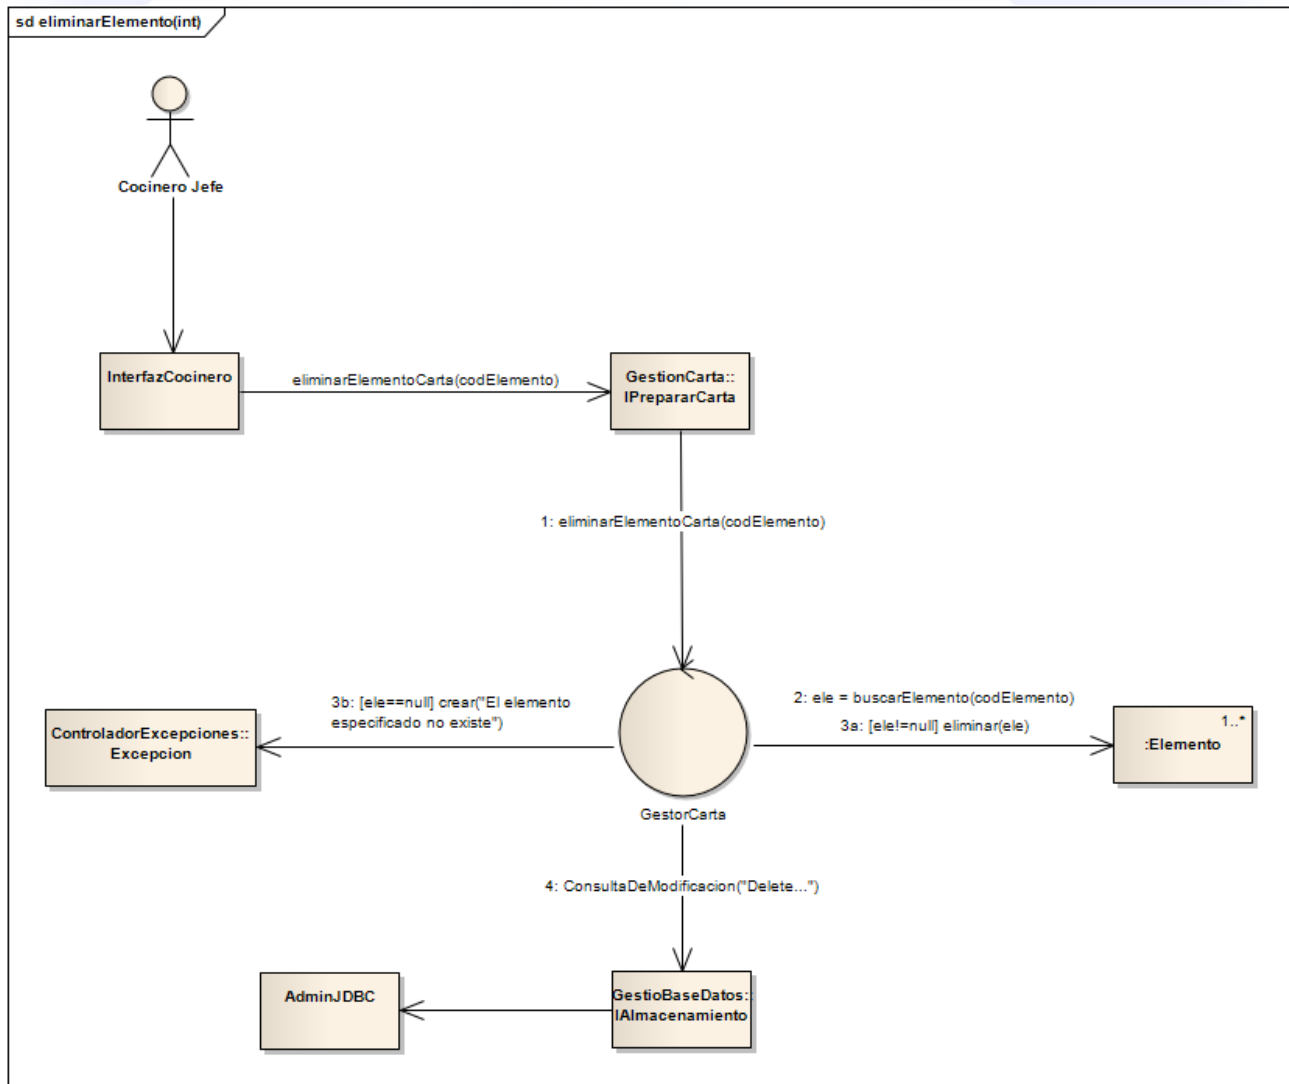 sd eliminarElemento(int)
Cocinero Jefe
InterfazCocinero
eliminarElementoCarta(codElemento)
GestionCarta::
IPrepararCarta
1: eliminarElementoCarta(codElemento)
3b: [ele==null] crear("El elemento
especificado no existe")
2: ele = buscarElemento(codElemento)
3a: [ele!=null] eliminar(ele)
ControladorExcepciones::
Excepcion
1..*
:Elemento
GestorCarta
4: ConsultaDeModificacion("Delete...")
AdminJDBC
GestioBaseDatos::
IAlmacenamiento